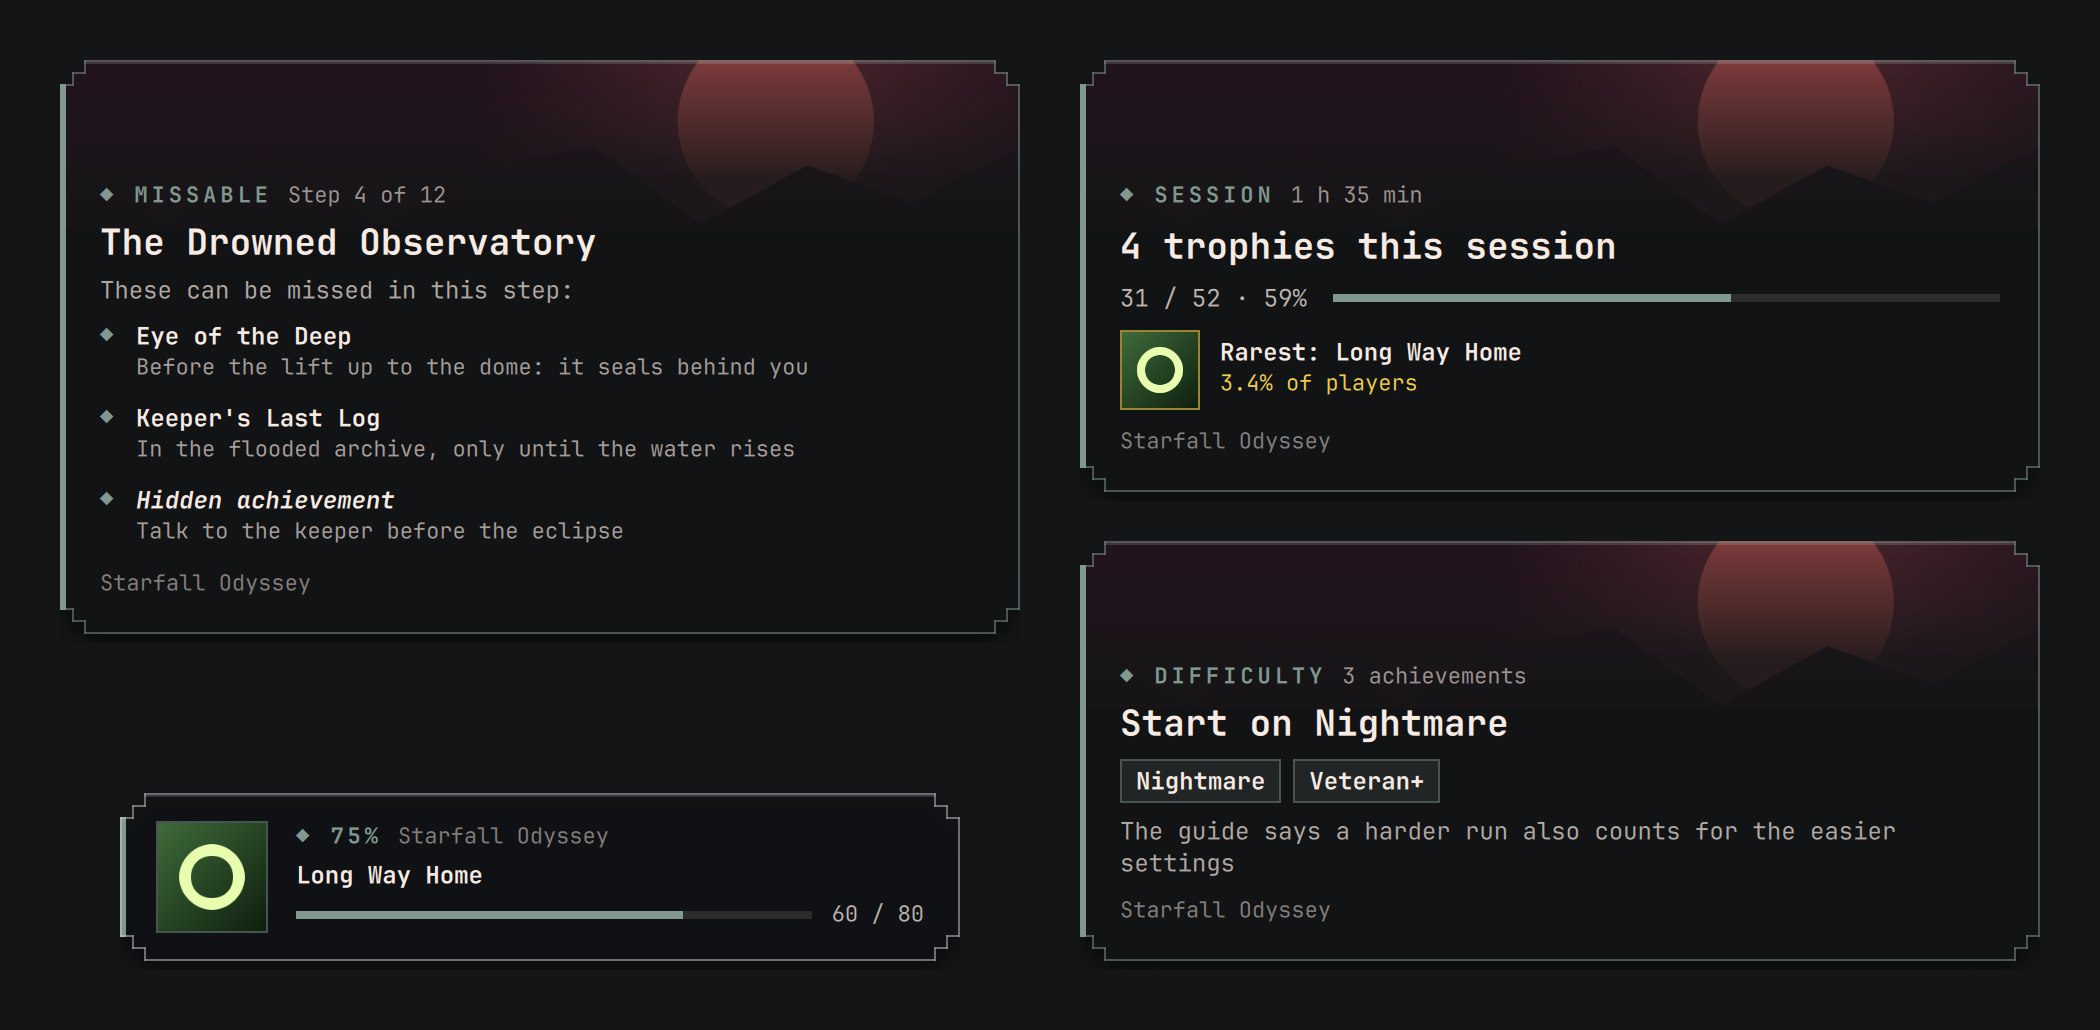 MISSABLE Step 4 of 12
The Drowned Observatory
These can be missed in this step:
Eye of the Deep
Before the lift up to the dome: it seals behind you
Keeper's Last Log
In the flooded archive, only until the water rises
Hidden achievement
Talk to the keeper before the eclipse
Starfall Odyssey
75% Starfall Odyssey
Long Way Home
60 / 80
SESSION 1 h 35 min
4 trophies this session
31 / 52 · 59%
Rarest: Long Way Home
3.4% of players
Starfall Odyssey
DIFFICULTY 3 achievements
Start on Nightmare
Nightmare Veteran+
The guide says a harder run also counts for the easier
settings
Starfall Odyssey